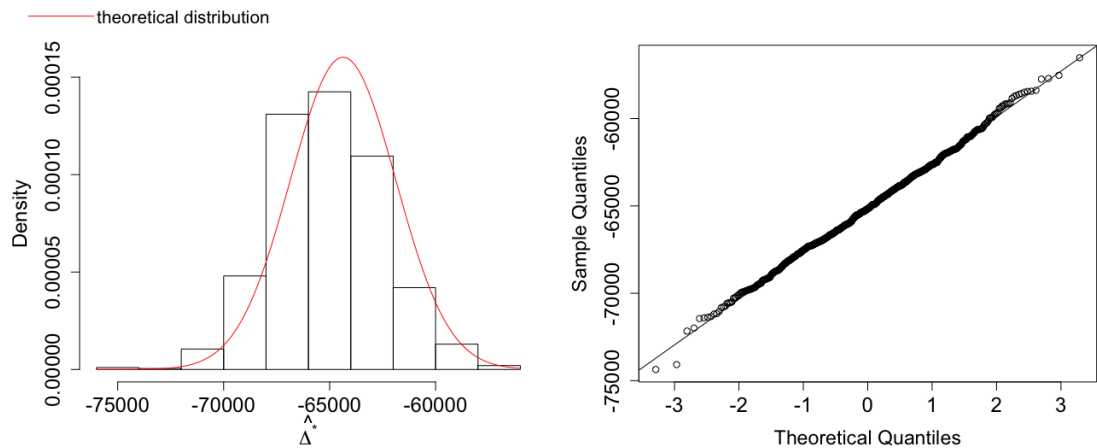 theoretical distribution
Density
0.00015
0.00010
0.00005
0.00000
-75000 -70000 -65000 -60000
Δ̂*
Sample Quantiles
-60000
-65000
-70000
-75000
-3 -2 -1 0 1 2 3
Theoretical Quantiles